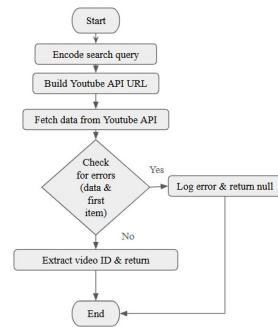 Start
Encode search query
Build Youtube API URL
Fetch data from Youtube API
Check
for errors
(data &
first
item)
Yes
Log error & return null
No
Extract video ID & return
End